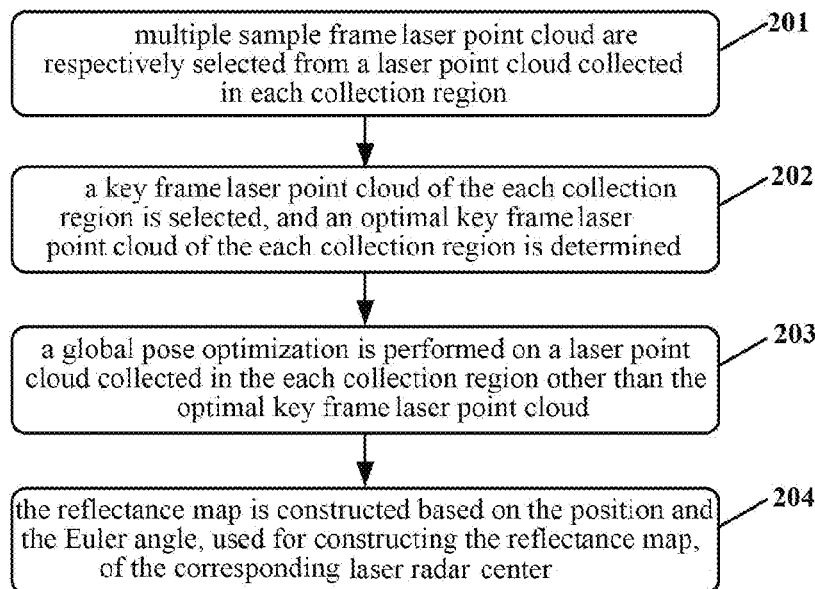 multiple sample frame laser point cloud are
respectively selected from a laser point cloud collected
in each collection region
201
a key frame laser point cloud of the each collection
region is selected, and an optimal key frame laser
point cloud of the each collection region is determined
202
a global pose optimization is performed on a laser point
cloud collected in the each collection region other than the
optimal key frame laser point cloud
203
the reflectance map is constructed based on the position and
the Euler angle, used for constructing the reflectance map,
of the corresponding laser radar center
204